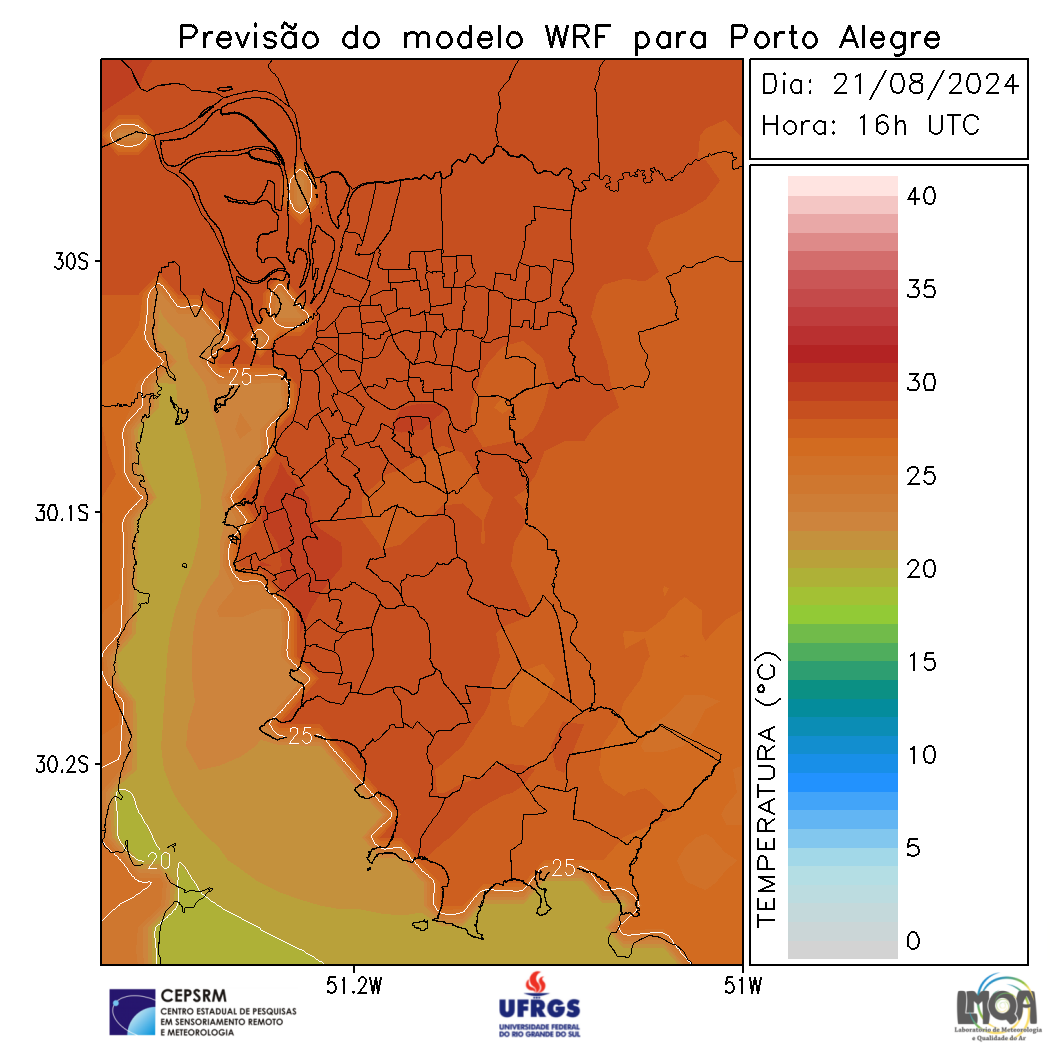 Previsão do modelo WRF para Porto Alegre
Dia: 21/08/2024
Hora: 16h UTC
40
35
30
25
20
15
10
5
0
TEMPERATURA (°C)
30S
30.1S
30.2S
51.2W
51W
25
25
25
20
CEPSRM
CENTRO ESTADUAL DE PESQUISAS
EM SENSORIAMENTO REMOTO
E METEOROLOGIA
UFRGS
UNIVERSIDADE FEDERAL
DO RIO GRANDE DO SUL
LMQA
Laboratório de Meteorologia
e Qualidade do Ar